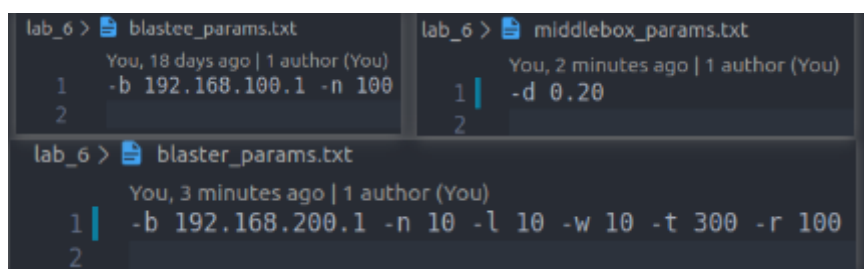 lab_6 > blastee_params.txt
You, 18 days ago | 1 author (You)
1 -b 192.168.100.1 -n 100
2
lab_6 > middlebox_params.txt
You, 2 minutes ago | 1 author (You)
1 -d 0.20
2
lab_6 > blaster_params.txt
You, 3 minutes ago | 1 author (You)
1 -b 192.168.200.1 -n 10 -l 10 -w 10 -t 300 -r 100
2